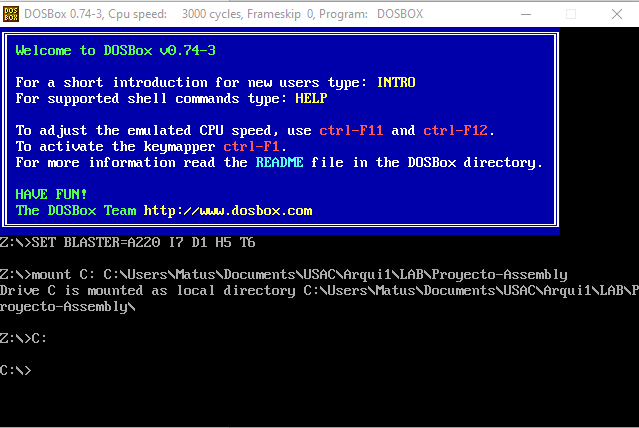 DOS
BOX
DOSBox 0.74-3, Cpu speed: 3000 cycles, Frameskip 0, Program: DOSBOX
Welcome to DOSBox v0.74-3
For a short introduction for new users type: INTRO
For supported shell commands type: HELP
To adjust the emulated CPU speed, use ctrl-F11 and ctrl-F12.
To activate the keymapper ctrl-F1.
For more information read the README file in the DOSBox directory.
HAVE FUN!
The DOSBox Team http://www.dosbox.com
Z:\>SET BLASTER=A220 I7 D1 H5 T6
Z:\>mount C: C:\Users\Matus\Documents\USAC\Arqui1\LAB\Proyecto-Assembly
Drive C is mounted as local directory C:\Users\Matus\Documents\USAC\Arqui1\LAB\P
royecto-Assembly\
Z:\>C:
C:\>